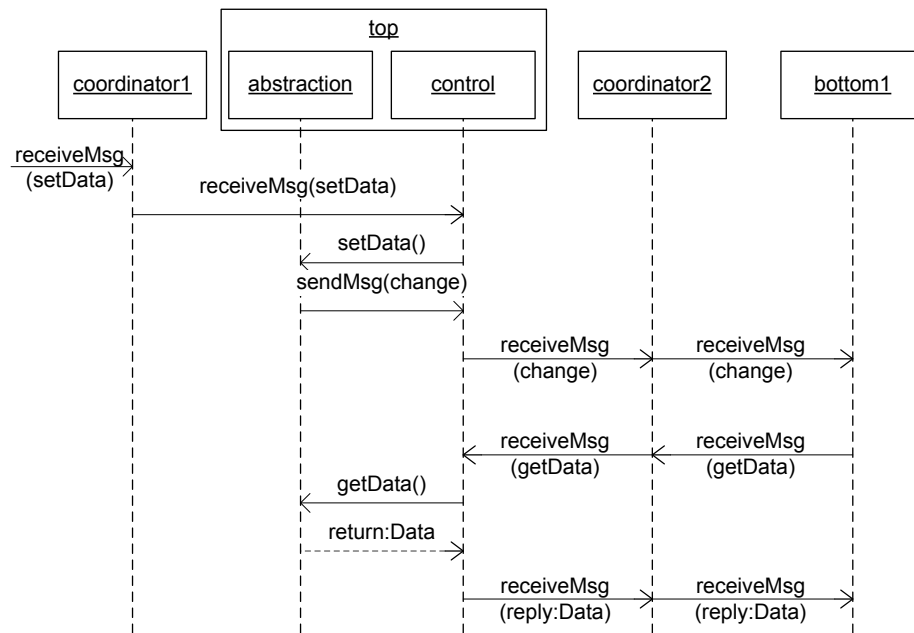 top
coordinator1
abstraction
control
coordinator2
bottom1
receiveMsg
(setData)
receiveMsg(setData)
setData()
sendMsg(change)
receiveMsg
(change)
receiveMsg
(change)
receiveMsg
(getData)
receiveMsg
(getData)
getData()
return:Data
receiveMsg
(reply:Data)
receiveMsg
(reply:Data)